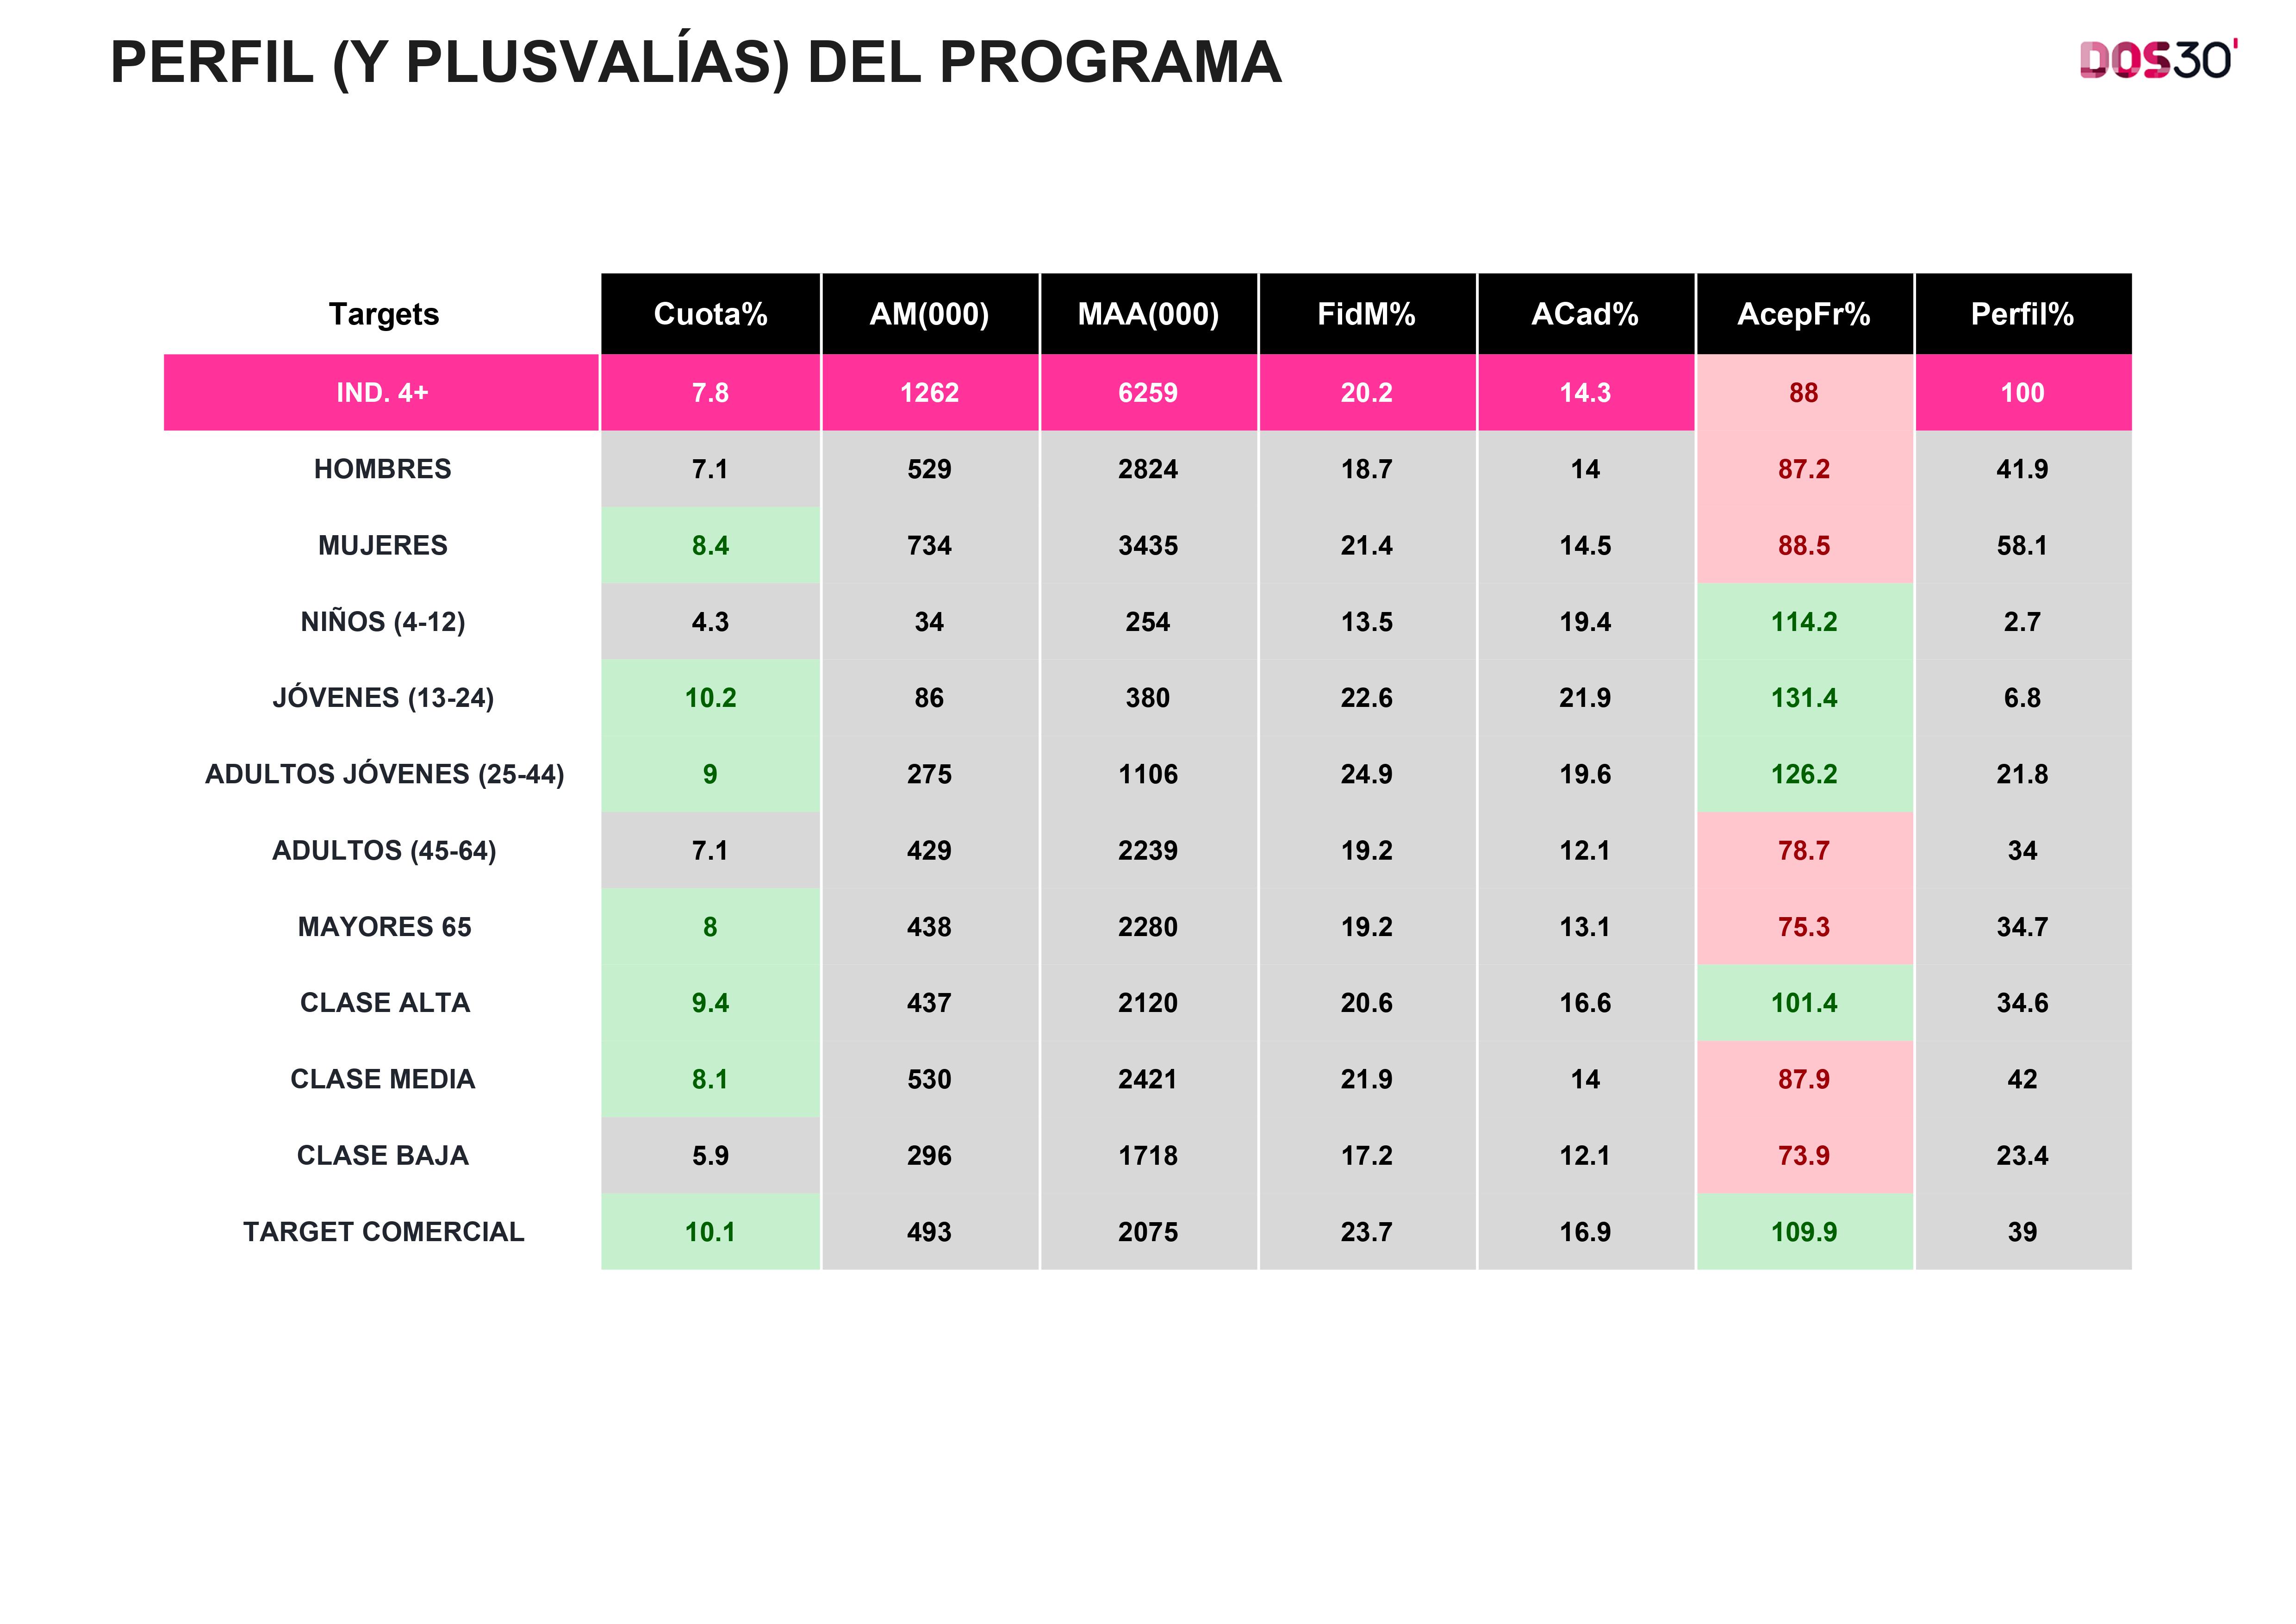 PERFIL (Y PLUSVALÍAS) DEL PROGRAMA
DOS30'
Targets Cuota% AM(000) MAA(000) FidM% ACad% AcepFr% Perfil%
IND. 4+ 7.8 1262 6259 20.2 14.3 88 100
HOMBRES 7.1 529 2824 18.7 14 87.2 41.9
MUJERES 8.4 734 3435 21.4 14.5 88.5 58.1
NIÑOS (4-12) 4.3 34 254 13.5 19.4 114.2 2.7
JÓVENES (13-24) 10.2 86 380 22.6 21.9 131.4 6.8
ADULTOS JÓVENES (25-44) 9 275 1106 24.9 19.6 126.2 21.8
ADULTOS (45-64) 7.1 429 2239 19.2 12.1 78.7 34
MAYORES 65 8 438 2280 19.2 13.1 75.3 34.7
CLASE ALTA 9.4 437 2120 20.6 16.6 101.4 34.6
CLASE MEDIA 8.1 530 2421 21.9 14 87.9 42
CLASE BAJA 5.9 296 1718 17.2 12.1 73.9 23.4
TARGET COMERCIAL 10.1 493 2075 23.7 16.9 109.9 39